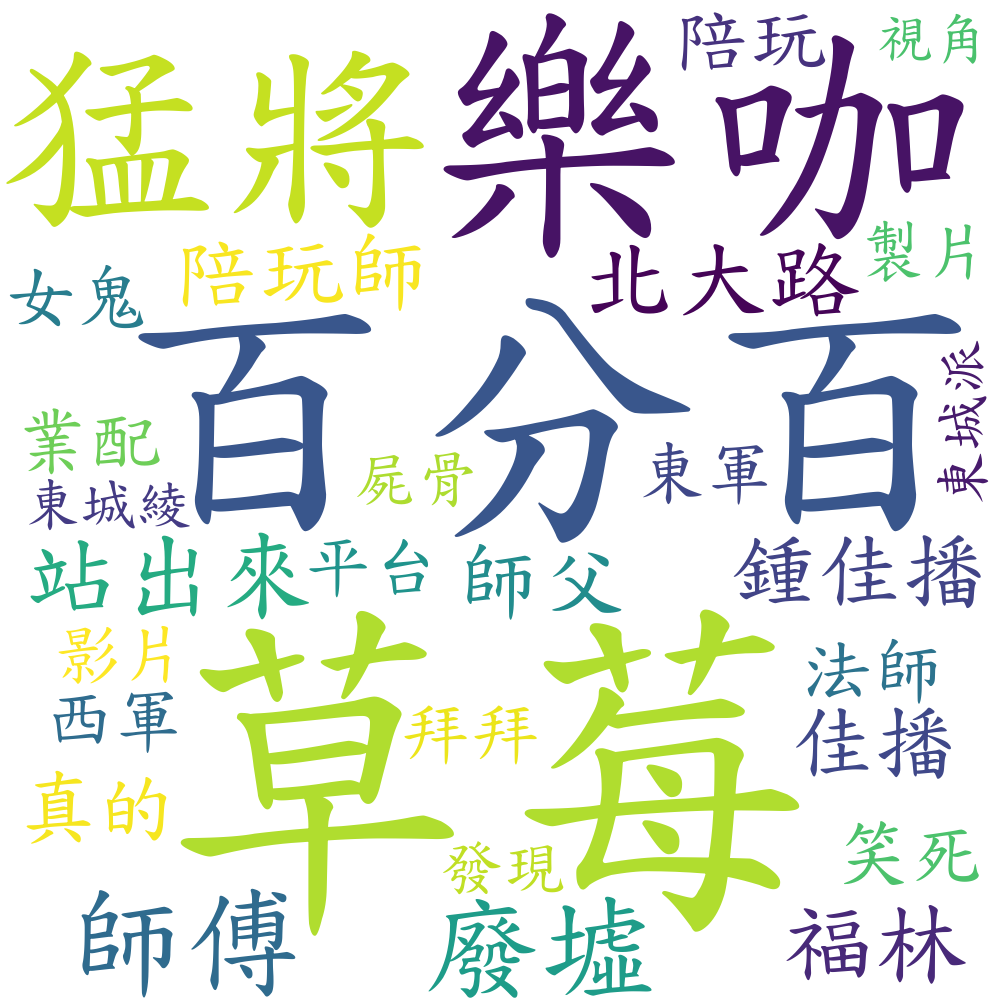 猛將
樂咖
陪玩
視角
女鬼
陪玩師
北大路
製片
百分百
東城派
業配
屍骨
東軍
東城綾
站出來
平台
師父
鍾佳播
影片
草莓
法師
西軍
拜拜
佳播
真的
發現
笑死
師傅
廢墟
福林